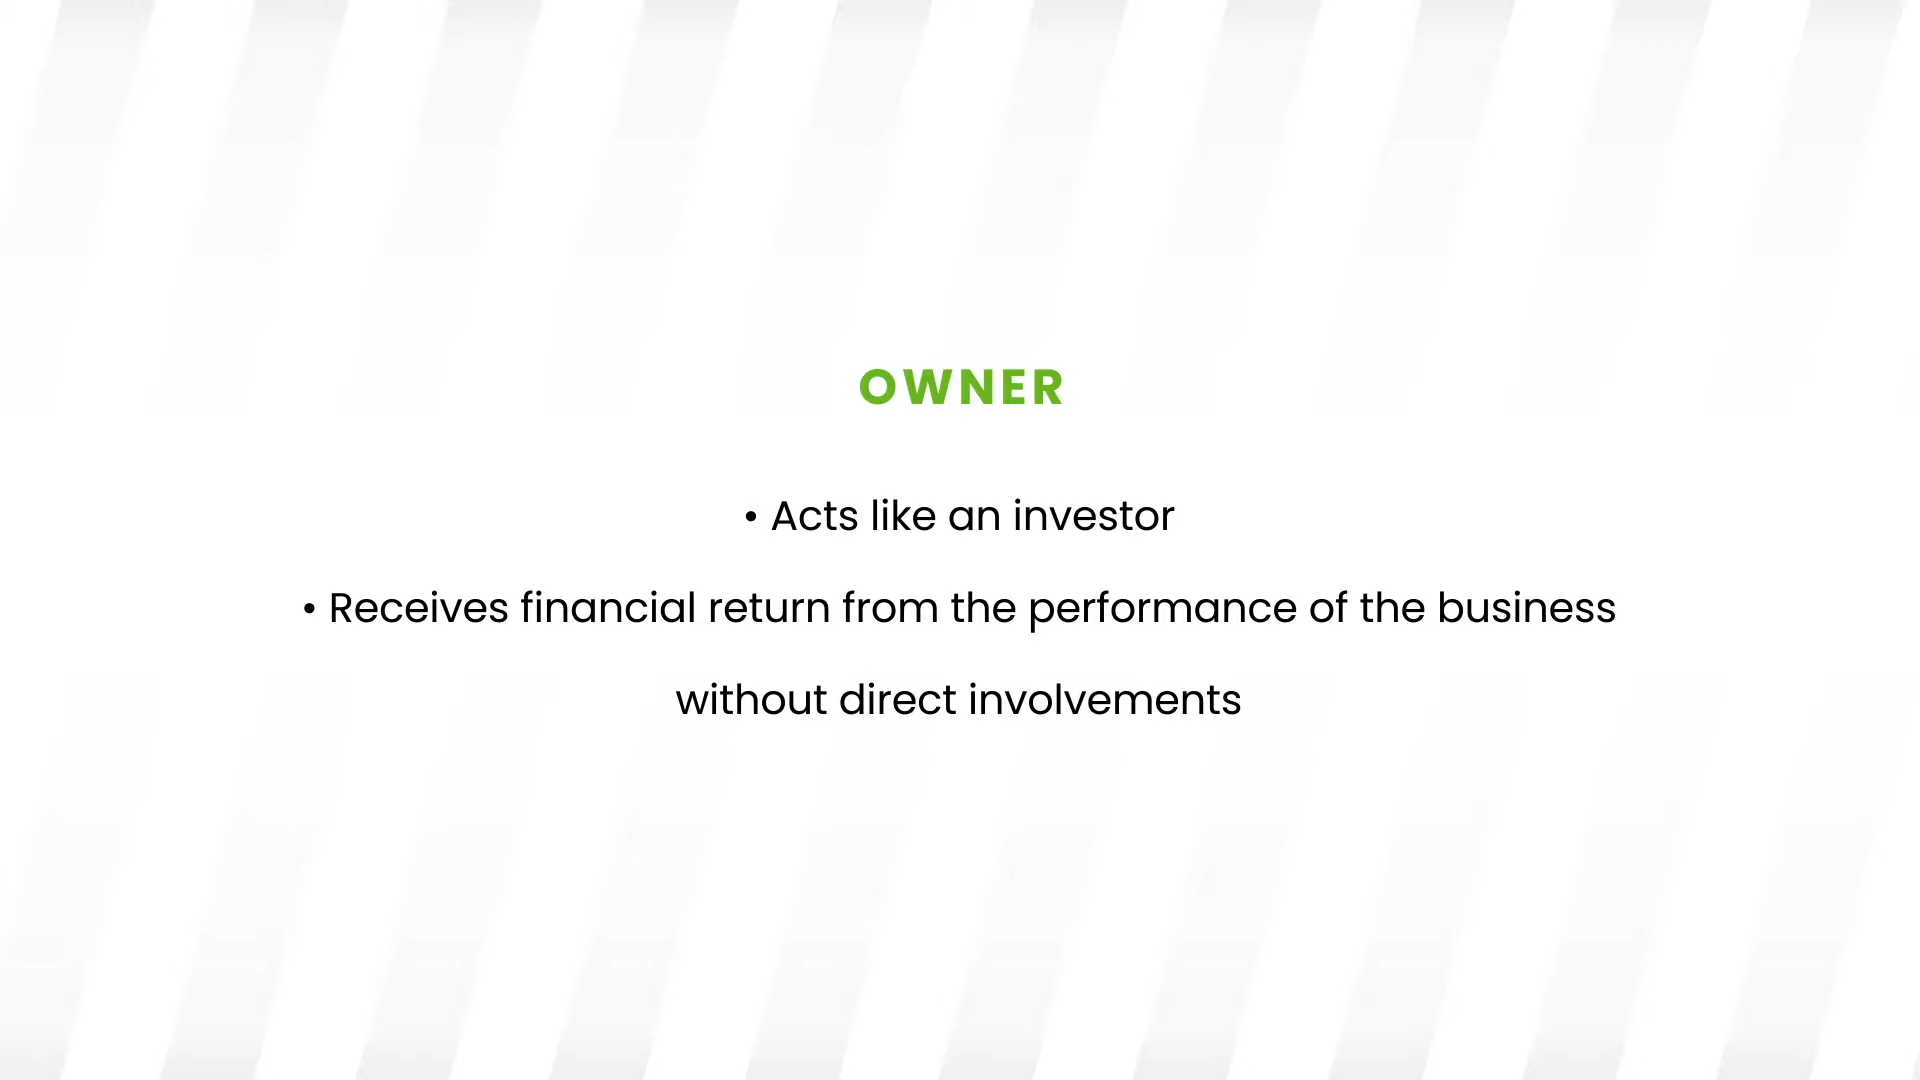 OWNER
• Acts like an investor
• Receives financial return from the performance of the business
without direct involvements